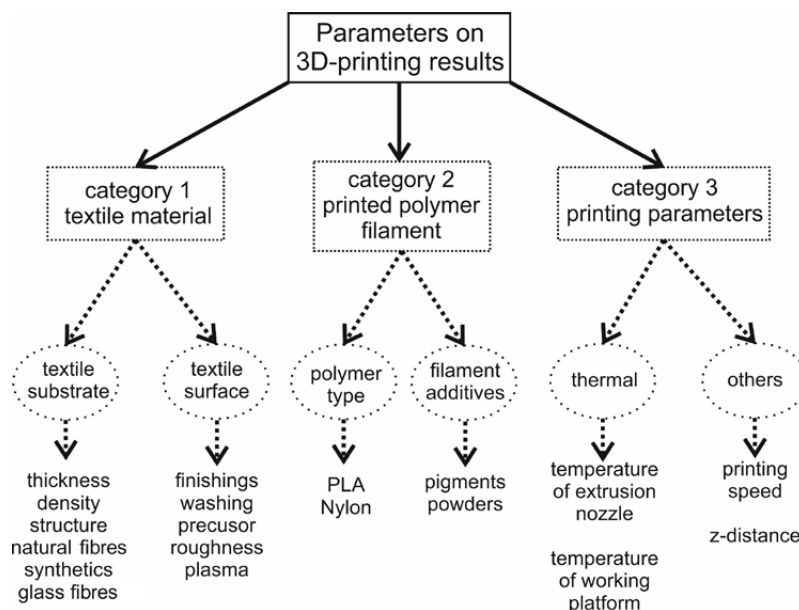 Parameters on
3D-printing results
category 1
textile material
category 2
printed polymer
filament
category 3
printing parameters
textile
substrate
textile
surface
polymer
type
filament
additives
thermal
others
thickness
density
structure
natural fibres
synthetics
glass fibres
finishings
washing
precusor
roughness
plasma
PLA
Nylon
pigments
powders
temperature
of extrusion
nozzle
temperature
of working
platform
printing
speed
z-distance